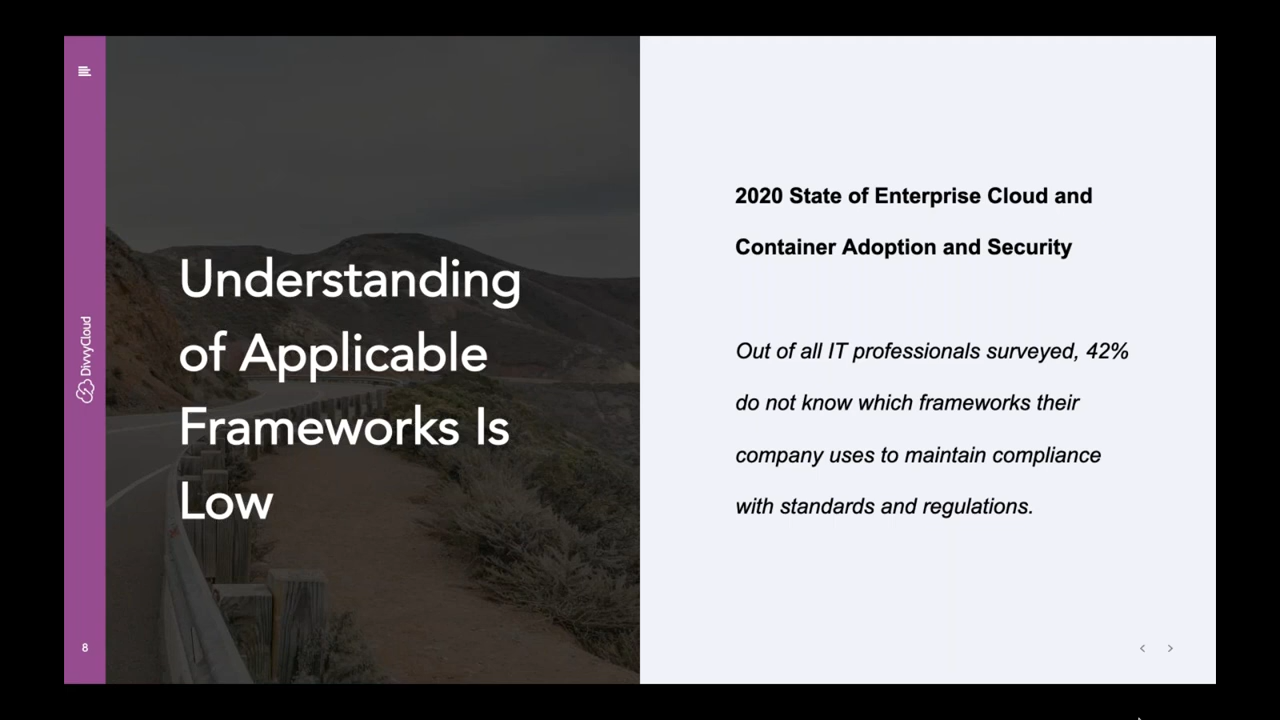 DivvyCloud
8
Understanding
of Applicable
Frameworks Is
Low
2020 State of Enterprise Cloud and
Container Adoption and Security
Out of all IT professionals surveyed, 42%
do not know which frameworks their
company uses to maintain compliance
with standards and regulations.